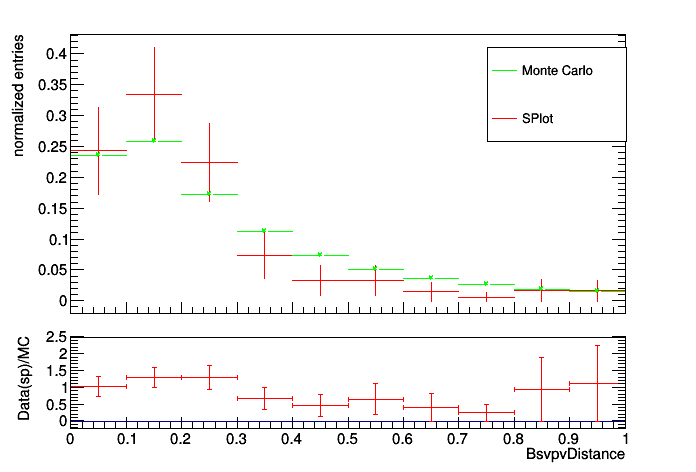 normalized entries
0.4
0.35
0.3
0.25
0.2
0.15
0.1
0.05
0
Monte Carlo
SPlot
Data(sp)/MC
2.5
2
1.5
1
0.5
0
0 0.1 0.2 0.3 0.4 0.5 0.6 0.7 0.8 0.9 1
BsvpvDistance